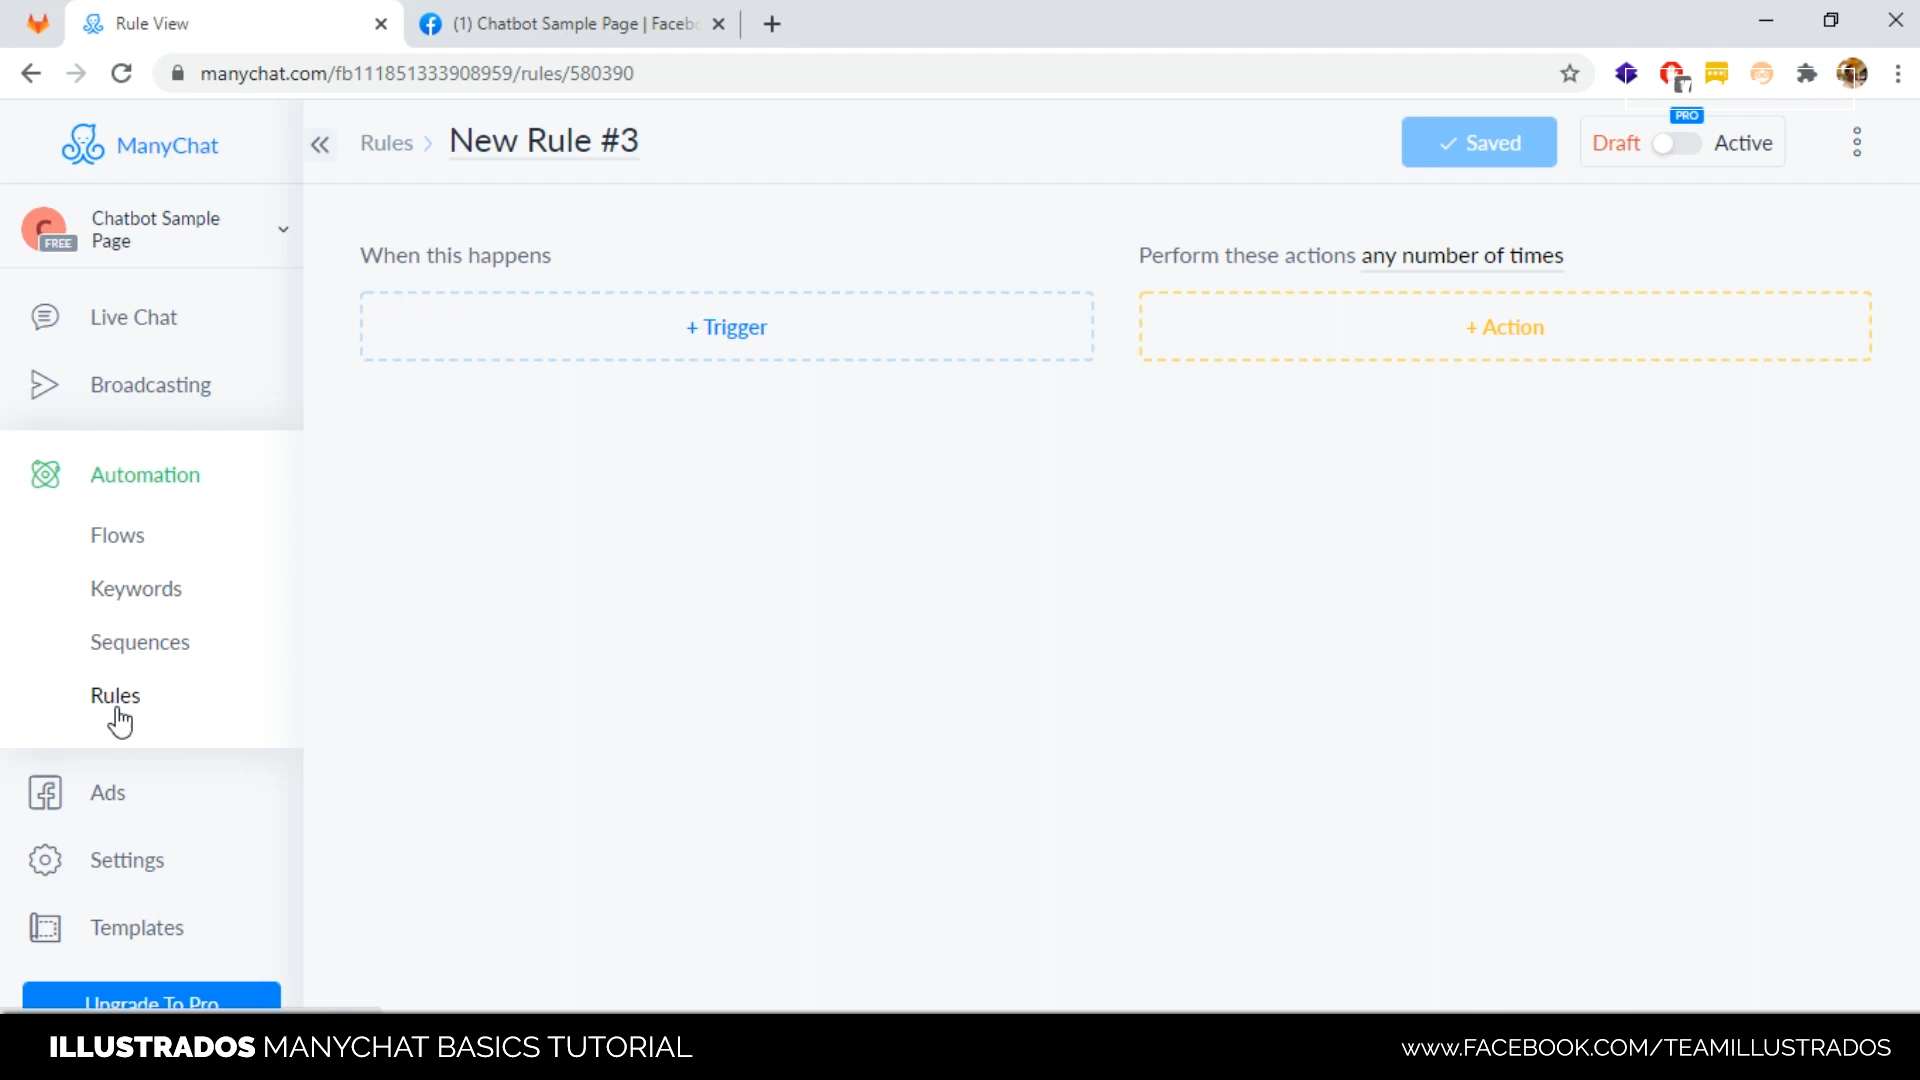 Rule View
(1) Chatbot Sample Page | Faceb
manychat.com/fb111851333908959/rules/580390
ManyChat
Rules > New Rule #3
Saved
PRO
Draft
Active
Chatbot Sample
Page
FREE
When this happens
Perform these actions any number of times
+ Trigger
+ Action
Live Chat
Broadcasting
Automation
Flows
Keywords
Sequences
Rules
Ads
Settings
Templates
Upgrade To Pro
ILLUSTRADOS MANYCHAT BASICS TUTORIAL
WWW.FACEBOOK.COM/TEAMILLUSTRADOS